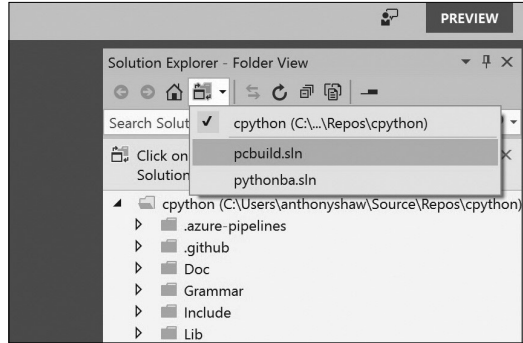 PREVIEW
Solution Explorer - Folder View
Search Solut
cpython (C:\...\Repos\cpython)
pcbuild.sln
pythonba.sln
Click on
Solution
cpython (C:\Users\anthonyshaw\Source\Repos\cpython)
.azure-pipelines
.github
Doc
Grammar
Include
Lib